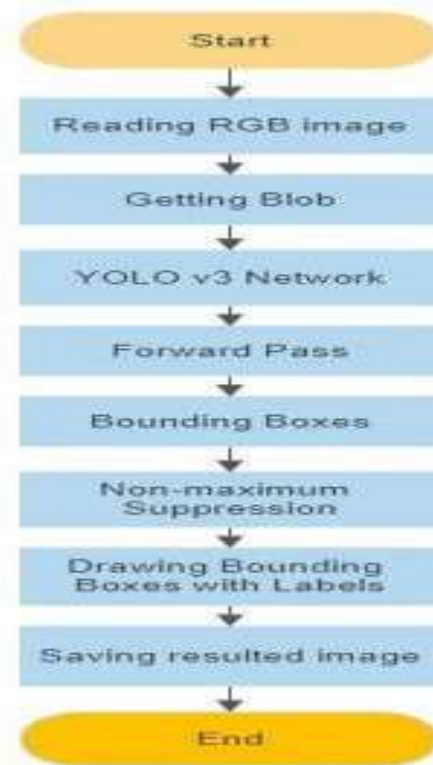 Start
Reading RGB image
Getting Blob
YOLO v3 Network
Forward Pass
Bounding Boxes
Non-maximum
Suppression
Drawing Bounding
Boxes with Labels
Saving resulted image
End